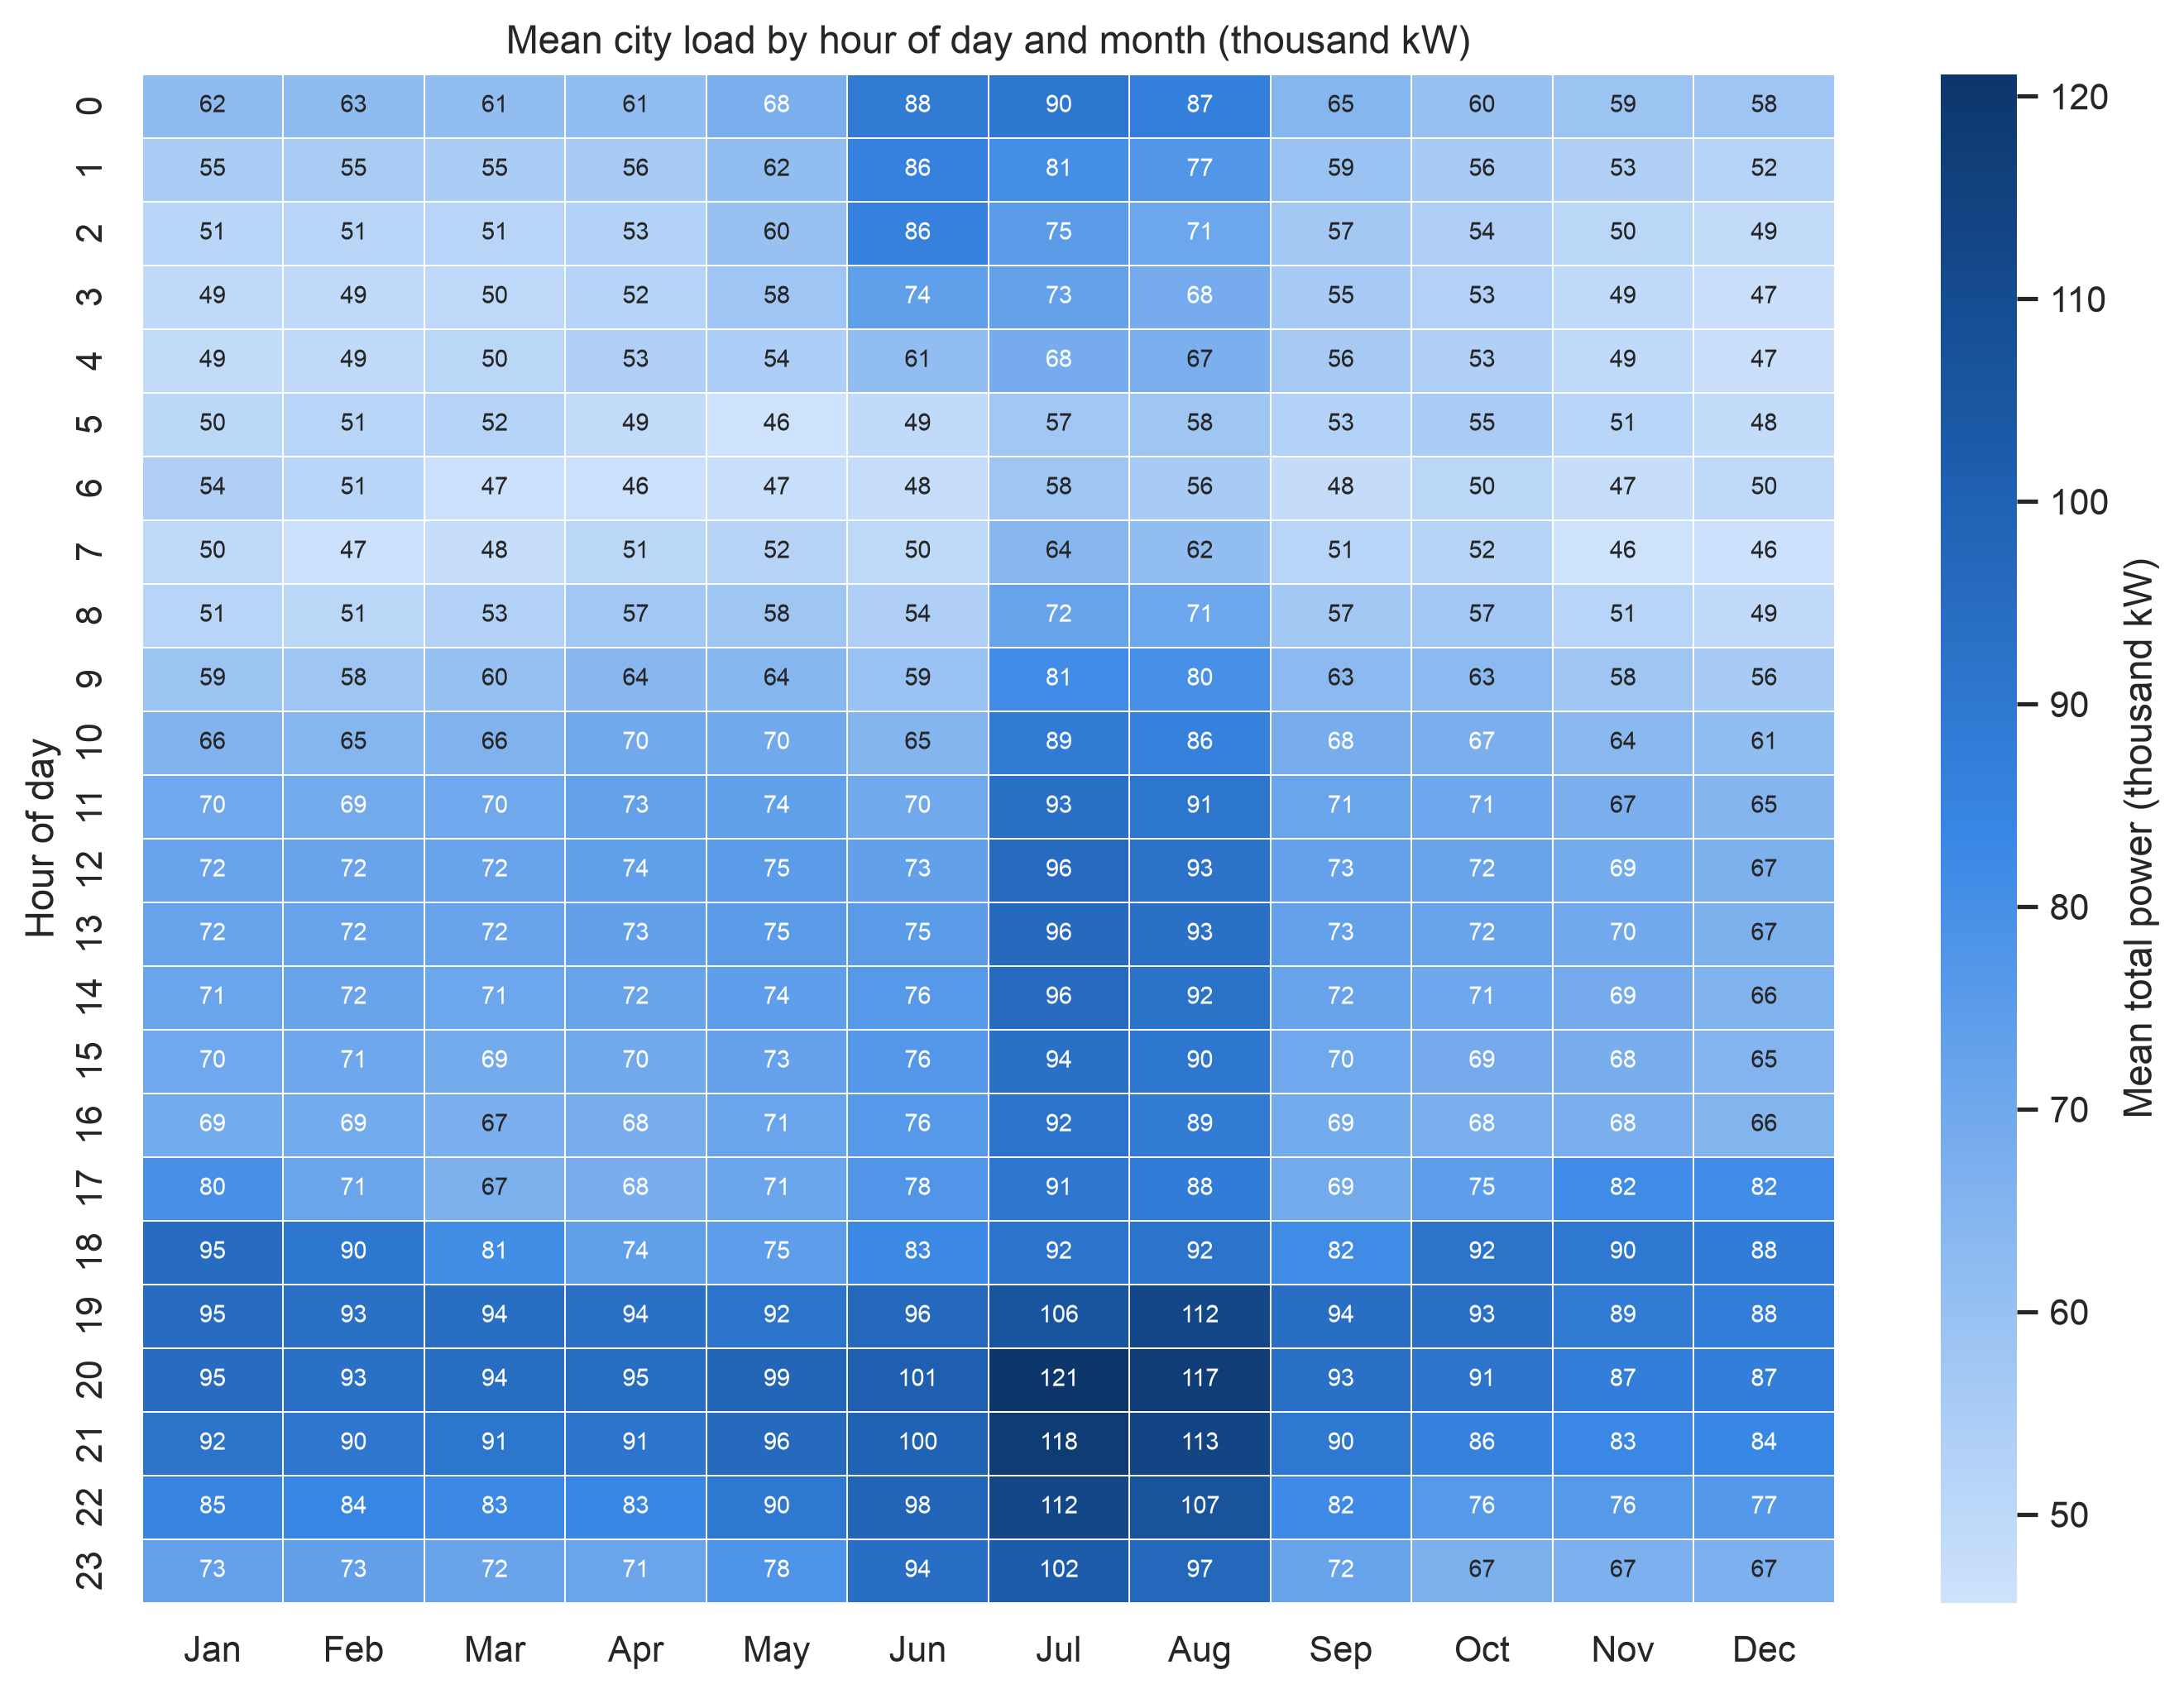 Mean city load by hour of day and month (thousand kW)
Hour of day
0 62 63 61 61 68 88 90 87 65 60 59 58
1 55 55 55 56 62 86 81 77 59 56 53 52
2 51 51 51 53 60 86 75 71 57 54 50 49
3 49 49 50 52 58 74 73 68 55 53 49 47
4 49 49 50 53 54 61 68 67 56 53 49 47
5 50 51 52 49 46 49 57 58 53 55 51 48
6 54 51 47 46 47 48 58 56 48 50 47 50
7 50 47 48 51 52 50 64 62 51 52 46 46
8 51 51 53 57 58 54 72 71 57 57 51 49
9 59 58 60 64 64 59 81 80 63 63 58 56
10 66 65 66 70 70 65 89 86 68 67 64 61
11 70 69 70 73 74 70 93 91 71 71 67 65
12 72 72 72 74 75 73 96 93 73 72 69 67
13 72 72 72 73 75 75 96 93 73 72 70 67
14 71 72 71 72 74 76 96 92 72 71 69 66
15 70 71 69 70 73 76 94 90 70 69 68 65
16 69 69 67 68 71 76 92 89 69 68 68 66
17 80 71 67 68 71 78 91 88 69 75 82 82
18 95 90 81 74 75 83 92 92 82 92 90 88
19 95 93 94 94 92 96 106 112 94 93 89 88
20 95 93 94 95 99 101 121 117 93 91 87 87
21 92 90 91 91 96 100 118 113 90 86 83 84
22 85 84 83 83 90 98 112 107 82 76 76 77
23 73 73 72 71 78 94 102 97 72 67 67 67
Jan Feb Mar Apr May Jun Jul Aug Sep Oct Nov Dec
120
110
100
90
80
70
60
50
Mean total power (thousand kW)